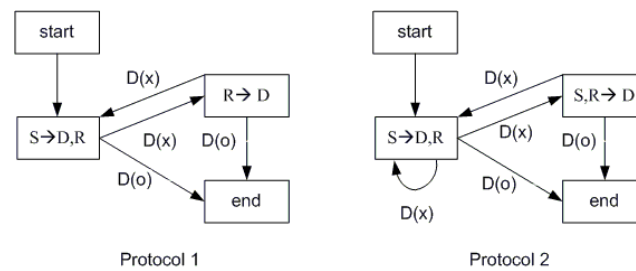 start
D(x)
R→ D
S→D,R
D(x)
D(o)
D(o)
end
Protocol 1
start
D(x)
S,R→ D
S→D,R
D(x)
D(o)
D(o)
D(x)
end
Protocol 2